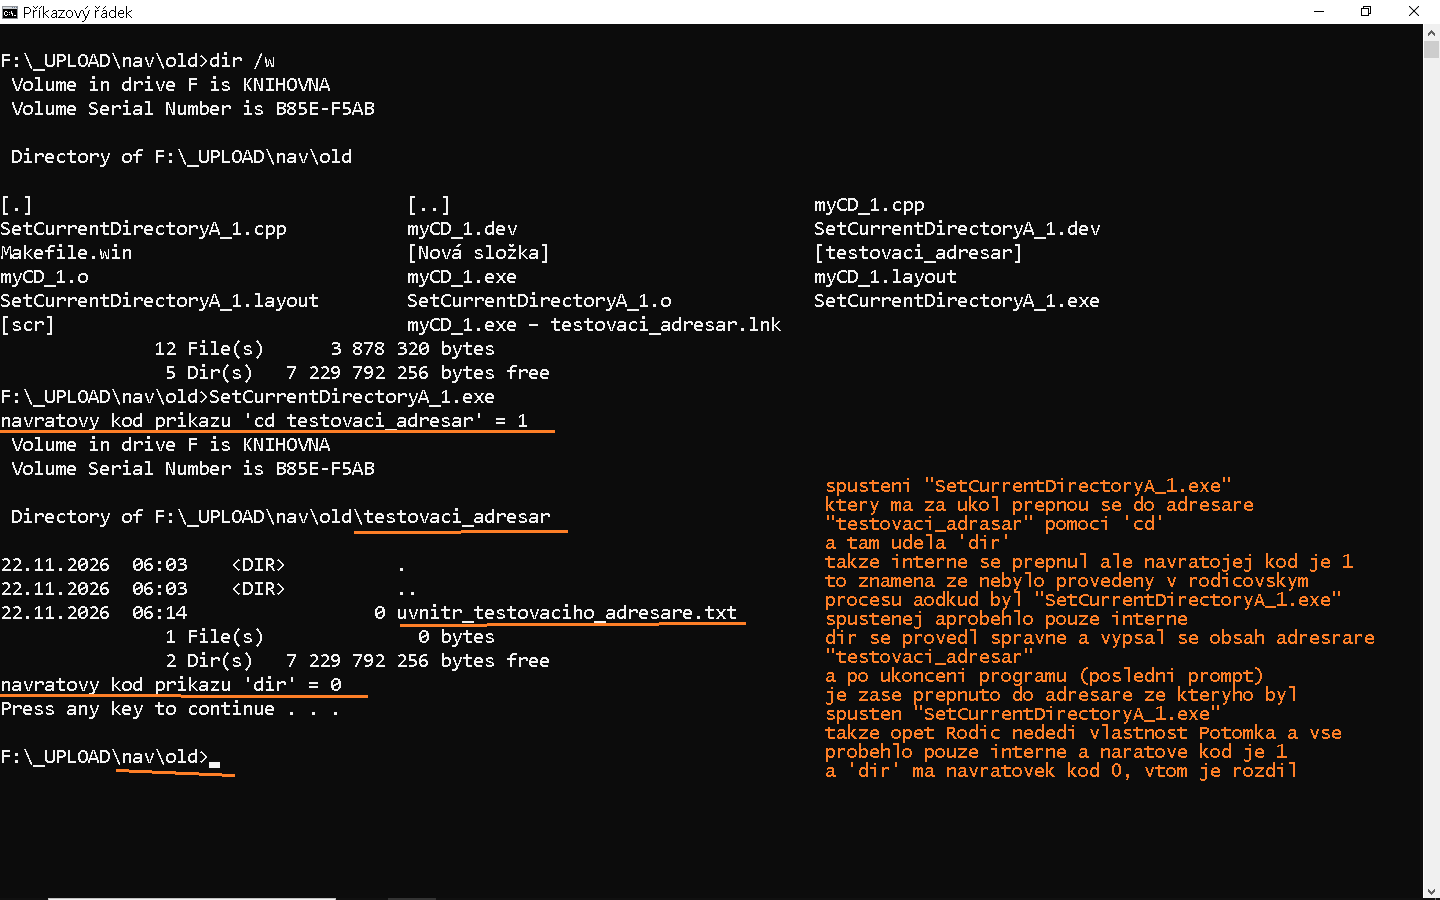 Příkazový řádek
F:\_UPLOAD\nav\old>dir /w
Volume in drive F is KNIHOVNA
Volume Serial Number is B85E-F5AB
Directory of F:\_UPLOAD\nav\old
[.] [..] myCD_1.cpp
SetCurrentDirectoryA_1.cpp myCD_1.dev SetCurrentDirectoryA_1.dev
Makefile.win [Nová složka] [testovaci_adresar]
myCD_1.o myCD_1.exe myCD_1.layout
SetCurrentDirectoryA_1.layout SetCurrentDirectoryA_1.o SetCurrentDirectoryA_1.exe
[scr] myCD_1.exe – testovaci_adresar.lnk
12 File(s) 3 878 320 bytes
5 Dir(s) 7 229 792 256 bytes free
F:\_UPLOAD\nav\old>SetCurrentDirectoryA_1.exe
navratovy kod prikazu 'cd testovaci_adresar' = 1
Volume in drive F is KNIHOVNA
Volume Serial Number is B85E-F5AB
Directory of F:\_UPLOAD\nav\old\testovaci_adresar
22.11.2026 06:03 <DIR> .
22.11.2026 06:03 <DIR> ..
22.11.2026 06:14 0 uvnitr_testovaciho_adresare.txt
1 File(s) 0 bytes
2 Dir(s) 7 229 792 256 bytes free
navratovy kod prikazu 'dir' = 0
Press any key to continue . . .
F:\_UPLOAD\nav\old>
spusteni "SetCurrentDirectoryA_1.exe"
ktery ma za ukol prepnou se do adresare
"testovaci_adrasar" pomoci 'cd'
a tam udela 'dir'
takze interne se prepnul ale navratojej kod je 1
to znamena ze nebylo provedeny v rodicovskym
procesu aodkud byl "SetCurrentDirectoryA_1.exe"
spustenej aprobehlo pouze interne
dir se provedl spravne a vypsal se obsah adresrare
"testovaci_adresar"
a po ukonceni programu (posledni prompt)
je zase prepnuto do adresare ze kteryho byl
spusten "SetCurrentDirectoryA_1.exe"
takze opet Rodic nededi vlastnost Potomka a vse
probehlo pouze interne a naratove kod je 1
a 'dir' ma navratovek kod 0, vtom je rozdil